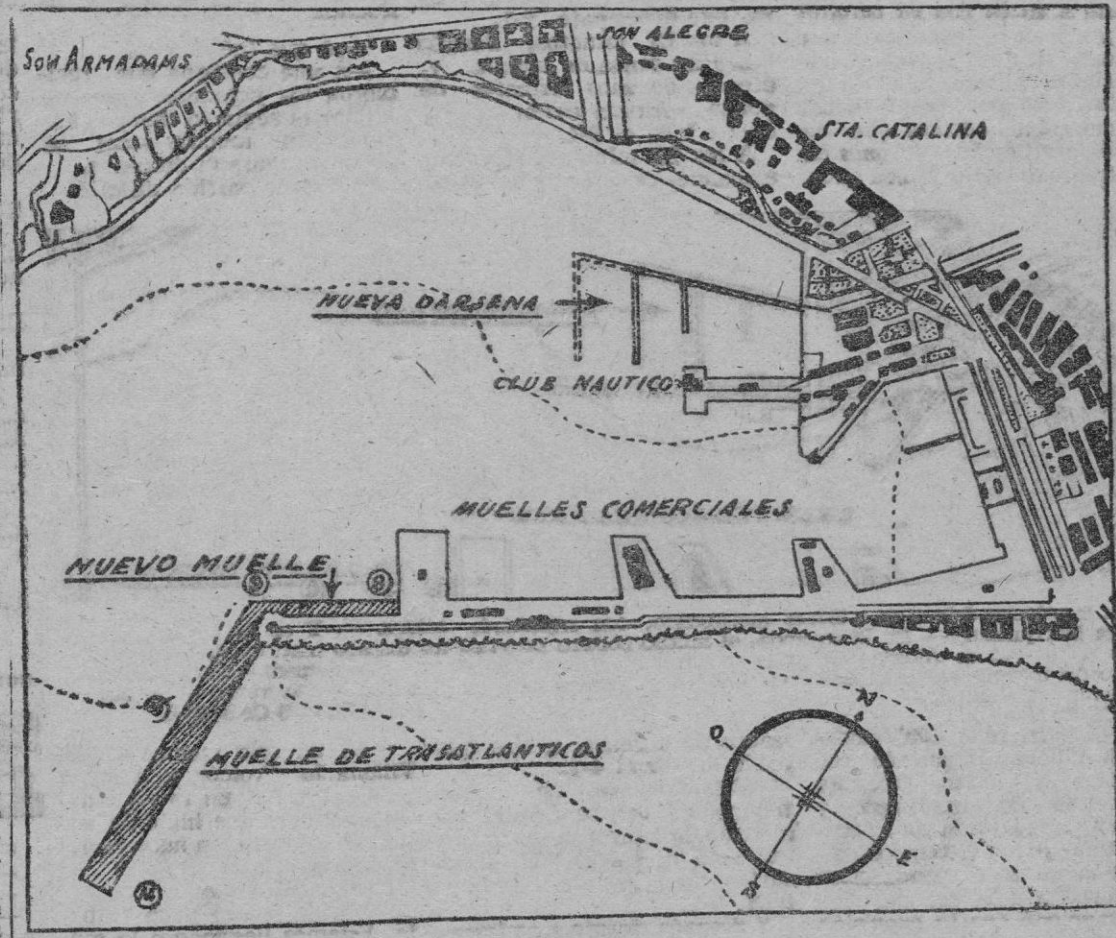 SON ARMADAMS
SON ALEGRE
STA. CATALINA
NUEVA DARSENA
CLUB NAUTICO
MUELLES COMERCIALES
NUEVO MUELLE
MUELLE DE TRASATLANTICOS
N
O
E
S